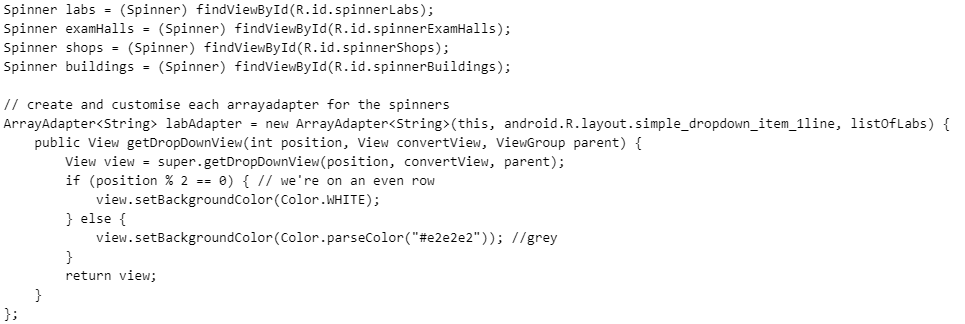 Spinner labs = (Spinner) findViewById(R.id.spinnerLabs);
Spinner examHalls = (Spinner) findViewById(R.id.spinnerExamHalls);
Spinner shops = (Spinner) findViewById(R.id.spinnerShops);
Spinner buildings = (Spinner) findViewById(R.id.spinnerBuildings);

// create and customise each arrayadapter for the spinners
ArrayAdapter<String> labAdapter = new ArrayAdapter<String>(this, android.R.layout.simple_dropdown_item_1line, listOfLabs) {
    public View getDropDownView(int position, View convertView, ViewGroup parent) {
        View view = super.getDropDownView(position, convertView, parent);
        if (position % 2 == 0) { // we're on an even row
            view.setBackgroundColor(Color.WHITE);
        } else {
            view.setBackgroundColor(Color.parseColor("#e2e2e2")); //grey
        }
        return view;
    }
};